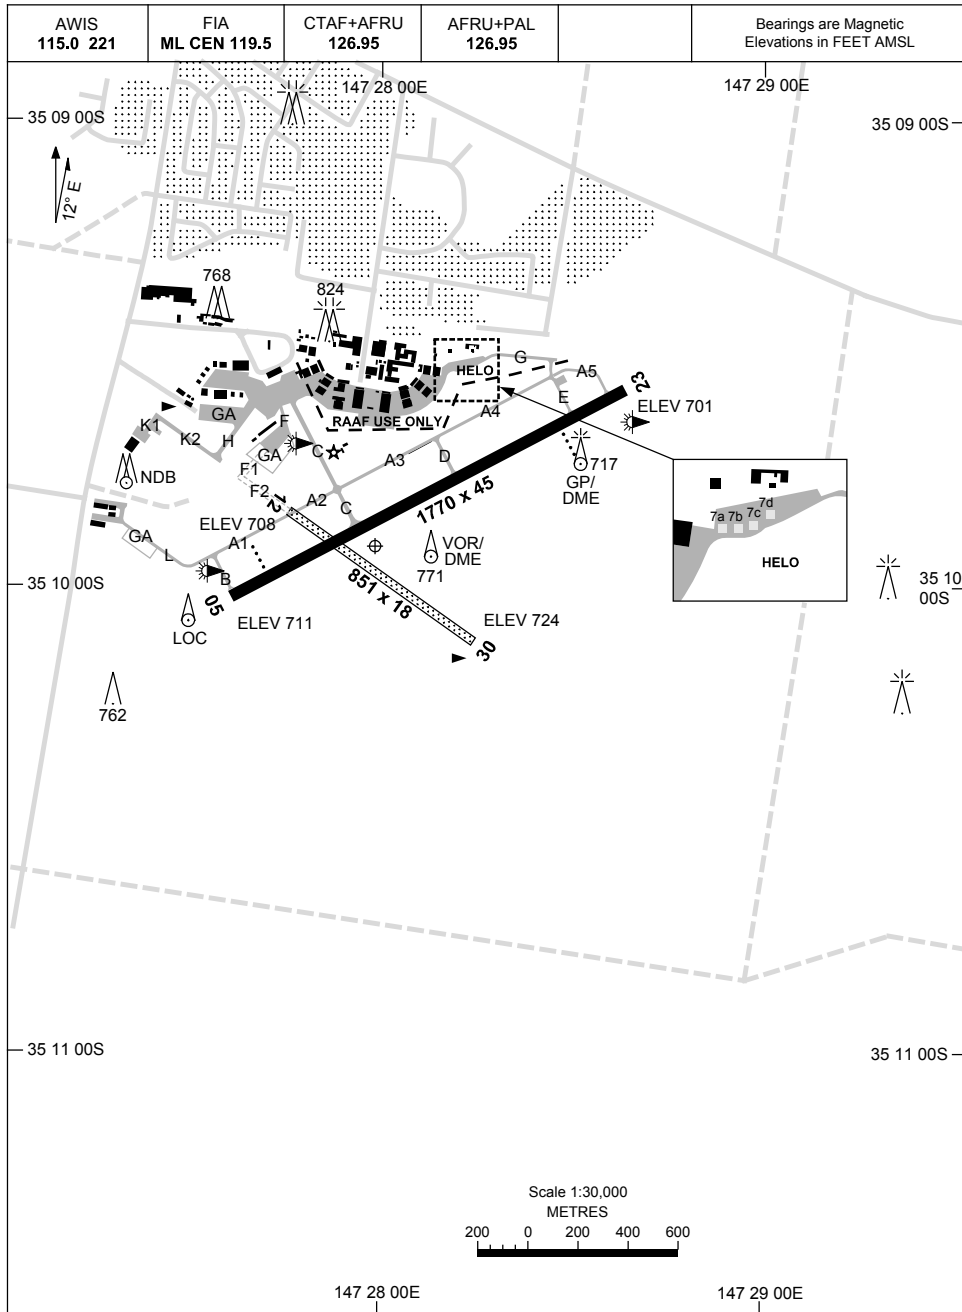 AWIS
115.0 221
FIA
ML CEN 119.5
CTAF+AFRU
126.95
AFRU+PAL
126.95
Bearings are Magnetic
Elevations in FEET AMSL
147 28 00E
147 29 00E
35 09 00S
35 09 00S
12° E
768
824
HELO
G
A5
23
ELEV 701
RAAF USE ONLY
A4
E
GA
F
K1
K2
H
GA
C
A3
D
717
GP/
DME
NDB
F1
F2
12
A2
C
1770 x 45
7a
7b
7c
7d
HELO
GA
ELEV 708
A1
L
B
VOR/
DME
771
851 x 18
35 10 00S
35 10
00S
05
ELEV 711
ELEV 724
30
LOC
762
35 11 00S
35 11 00S
Scale 1:30,000
METRES
200 0 200 400 600
147 28 00E
147 29 00E